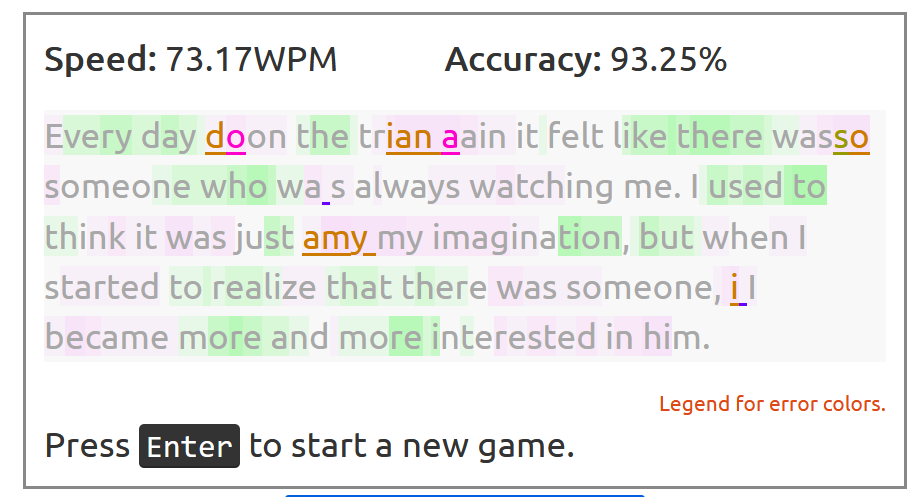 Speed: 73.17WPM Accuracy: 93.25%
Every day doon the trian aain it felt like there wasso
someone who wa s always watching me. I used to
think it was just amy my imagination, but when I
started to realize that there was someone, i I
became more and more interested in him.
Legend for error colors.
Press Enter to start a new game.